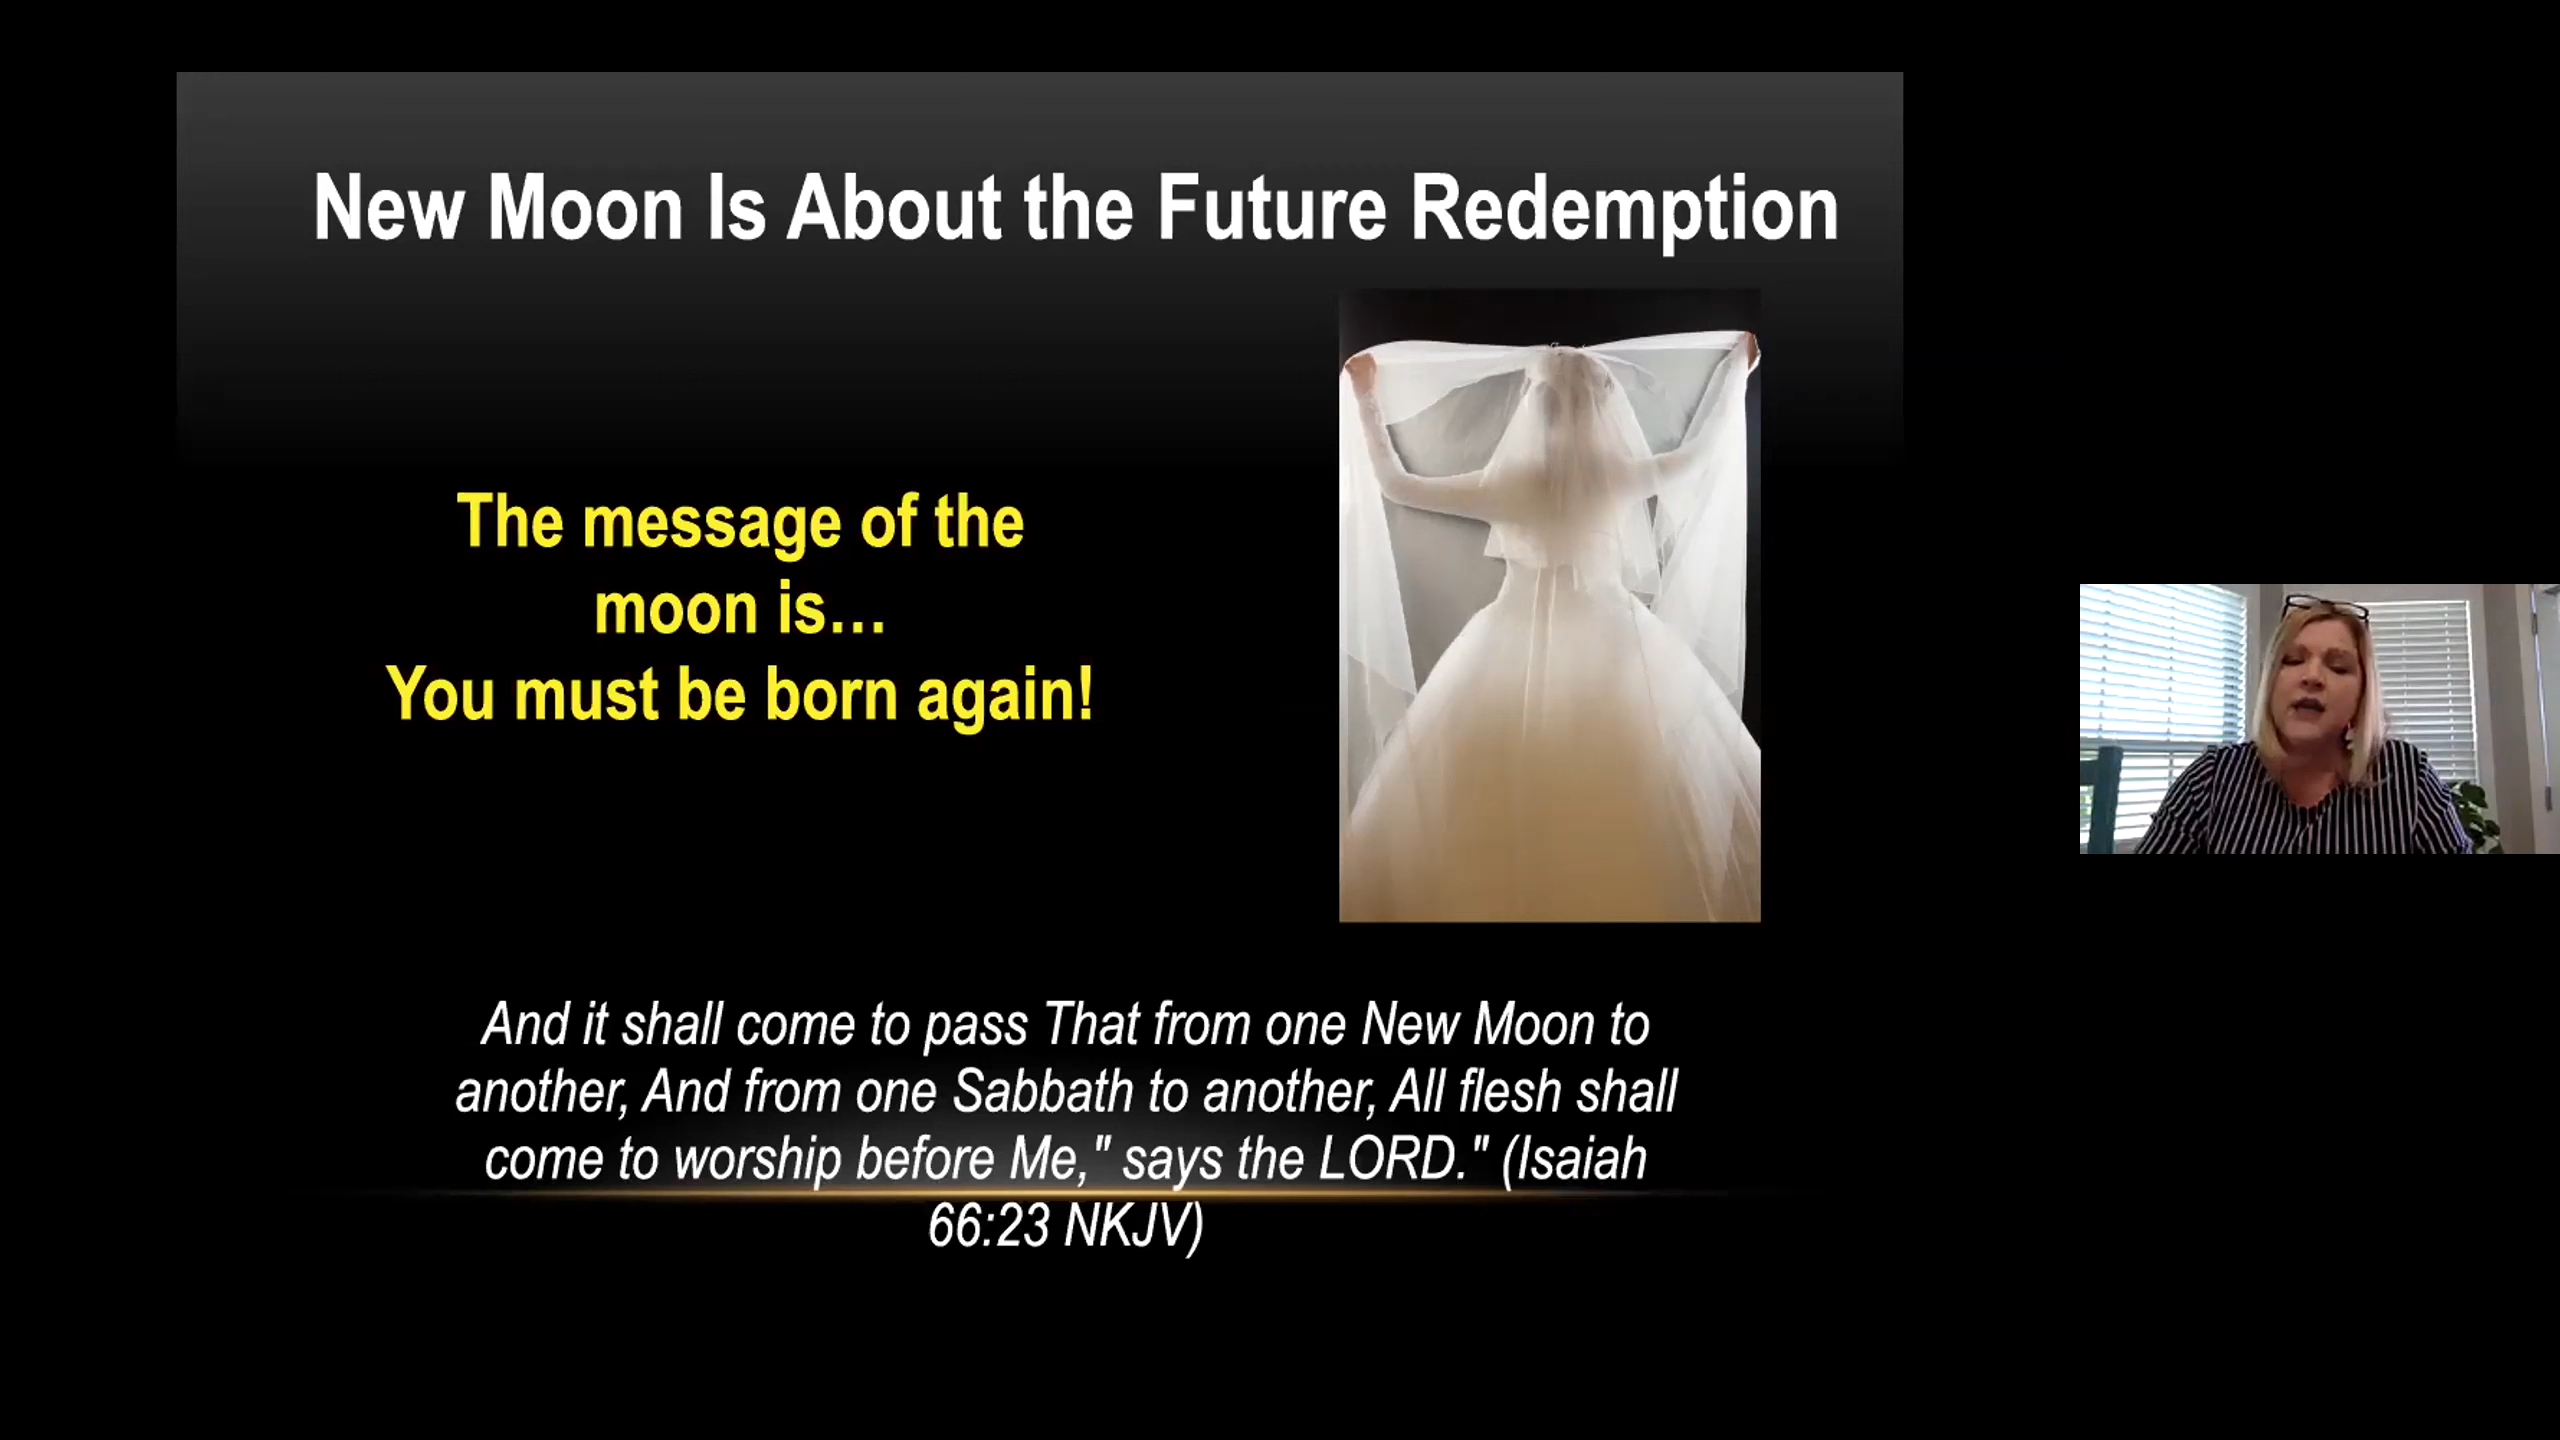 New Moon Is About the Future Redemption
The message of the
moon is…
You must be born again!
And it shall come to pass That from one New Moon to
another, And from one Sabbath to another, All flesh shall
come to worship before Me," says the LORD." (Isaiah
66:23 NKJV)